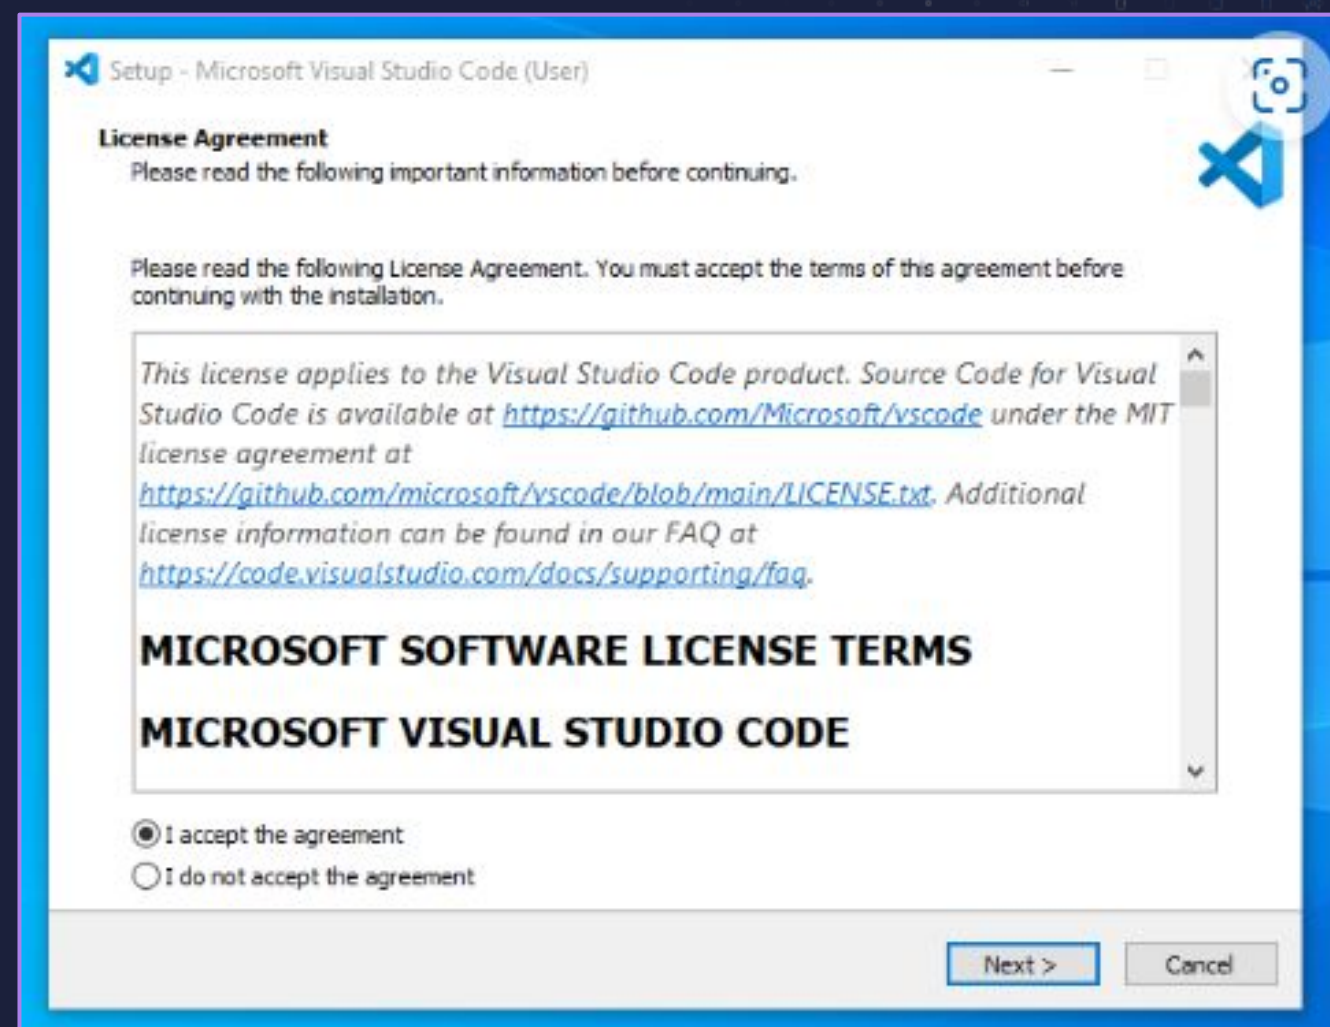 Setup - Microsoft Visual Studio Code (User)
License Agreement
Please read the following important information before continuing.
Please read the following License Agreement. You must accept the terms of this agreement before
continuing with the installation.
This license applies to the Visual Studio Code product. Source Code for Visual
Studio Code is available at https://github.com/Microsoft/vscode under the MIT
license agreement at
https://github.com/microsoft/vscode/blob/main/LICENSE.txt. Additional
license information can be found in our FAQ at
https://code.visualstudio.com/docs/supporting/faq.
MICROSOFT SOFTWARE LICENSE TERMS
MICROSOFT VISUAL STUDIO CODE
I accept the agreement
I do not accept the agreement
Next >
Cancel